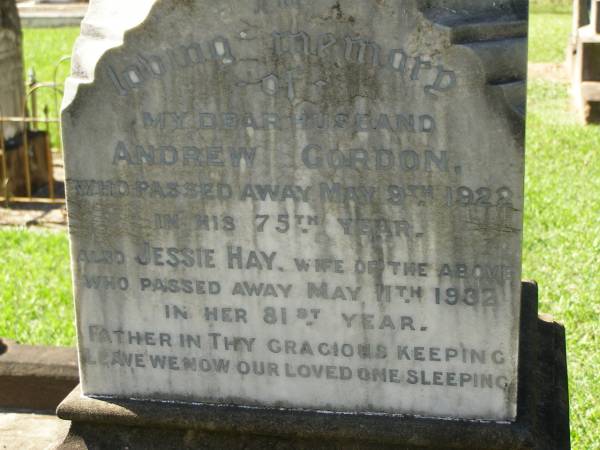 In
loving memory
of
MY DEAR HUSBAND
ANDREW GORDON,
WHO PASSED AWAY MAY 9TH 1922
IN HIS 75TH YEAR.
ALSO JESSIE HAY, WIFE OF THE ABOVE
WHO PASSED AWAY MAY 11TH 1932
IN HER 81ST YEAR.
FATHER IN THY GRACIOUS KEEPING
LEAVE WE NOW OUR LOVED ONE SLEEPING